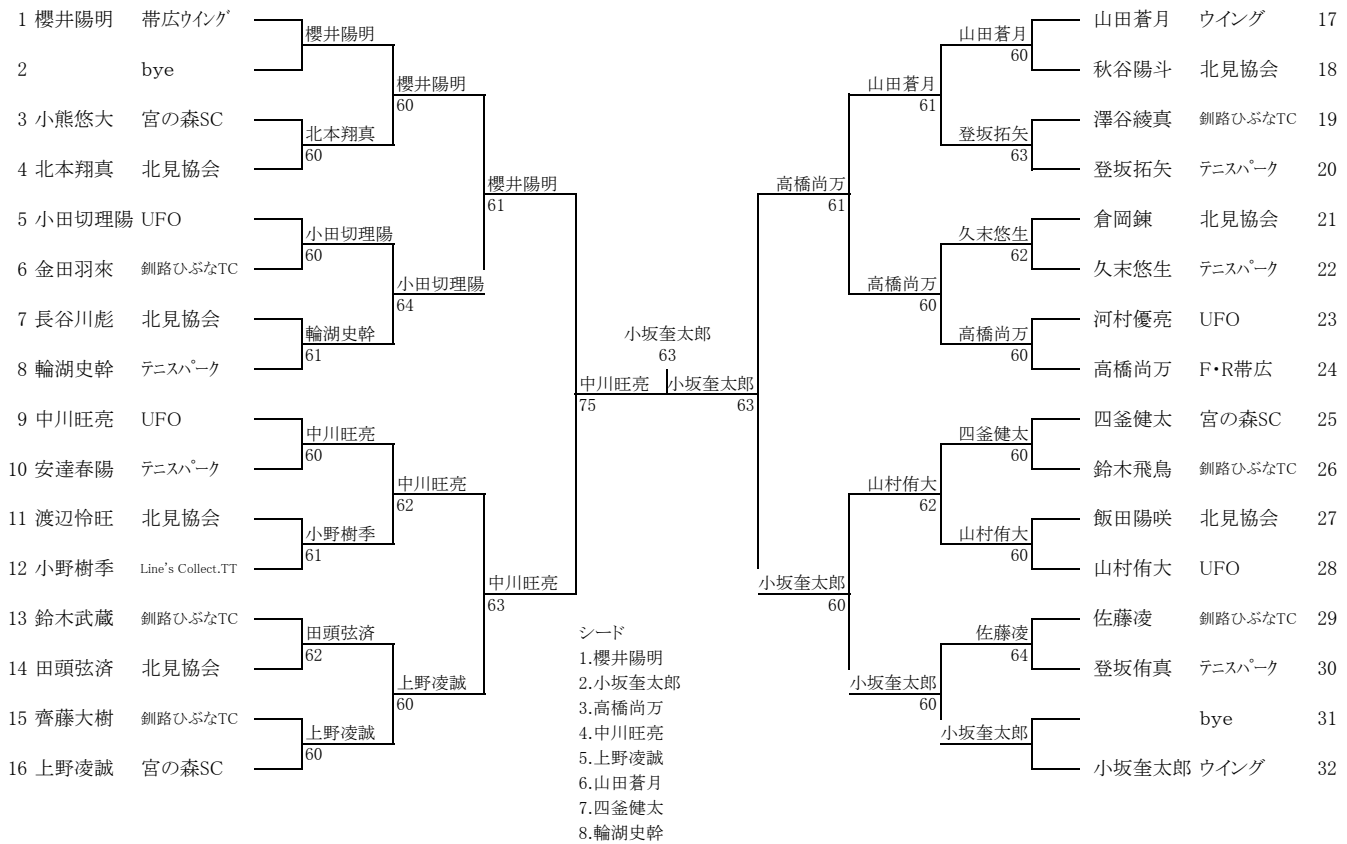 1 櫻井陽明 帯広ウイング
2 bye
3 小熊悠大 宮の森SC
4 北本翔真 北見協会
5 小田切理陽 UFO
6 金田羽來 釧路ひぶなTC
7 長谷川彪 北見協会
8 輪湖史幹 テニスパーク
9 中川旺亮 UFO
10 安達春陽 テニスパーク
11 渡辺怜旺 北見協会
12 小野樹季 Line's Collect.TT
13 鈴木武蔵 釧路ひぶなTC
14 田頭弦済 北見協会
15 齊藤大樹 釧路ひぶなTC
16 上野凌誠 宮の森SC
櫻井陽明
北本翔真
60
小田切理陽
60
輪湖史幹
61
中川旺亮
60
小野樹季
61
田頭弦済
62
上野凌誠
60
櫻井陽明
60
小田切理陽
64
中川旺亮
62
上野凌誠
60
櫻井陽明
61
中川旺亮
63
中川旺亮
75
小坂奎太郎
63
小坂奎太郎
63
高橋尚万
61
小坂奎太郎
60
山田蒼月
61
高橋尚万
60
山村侑大
62
小坂奎太郎
60
山田蒼月
60
登坂拓矢
63
久末悠生
62
高橋尚万
60
四釜健太
60
山村侑大
60
佐藤凌
64
小坂奎太郎
山田蒼月 ウイング 17
秋谷陽斗 北見協会 18
澤谷綾真 釧路ひぶなTC 19
登坂拓矢 テニスパーク 20
倉岡錬 北見協会 21
久末悠生 テニスパーク 22
河村優亮 UFO 23
高橋尚万 F・R帯広 24
四釜健太 宮の森SC 25
鈴木飛鳥 釧路ひぶなTC 26
飯田陽咲 北見協会 27
山村侑大 UFO 28
佐藤凌 釧路ひぶなTC 29
登坂侑真 テニスパーク 30
bye 31
小坂奎太郎 ウイング 32
シード
1.櫻井陽明
2.小坂奎太郎
3.高橋尚万
4.中川旺亮
5.上野凌誠
6.山田蒼月
7.四釜健太
8.輪湖史幹